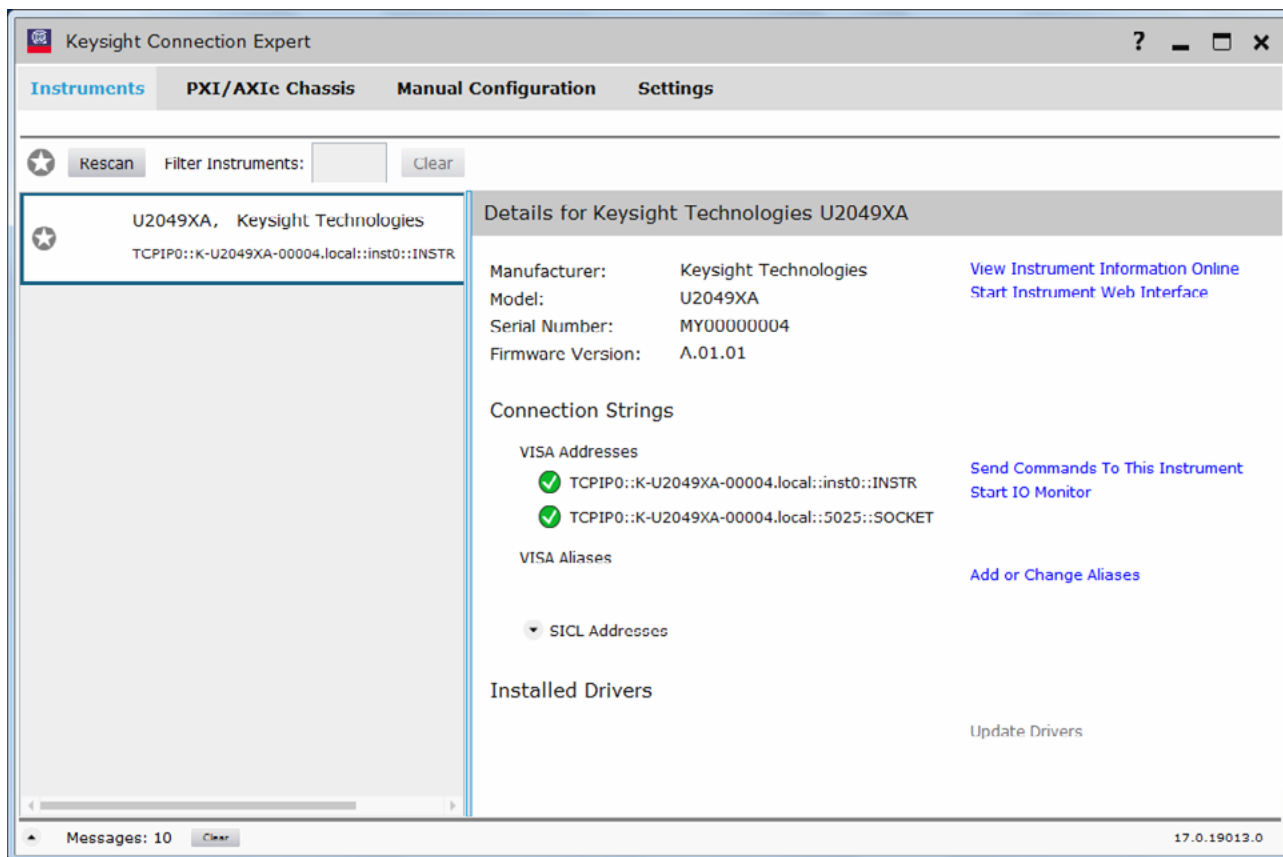 Keysight Connection Expert
?
Instruments PXI/AXIe Chassis Manual Configuration Settings
Rescan Filter Instruments: Clear
U2049XA, Keysight Technologies
TCPIP0::K-U2049XA-00004.local::inst0::INSTR
Details for Keysight Technologies U2049XA
Manufacturer: Keysight Technologies
Model: U2049XA
Serial Number: MY00000004
Firmware Version: A.01.01
View Instrument Information Online
Start Instrument Web Interface
Connection Strings
VISA Addresses
TCPIP0::K-U2049XA-00004.local::inst0::INSTR
TCPIP0::K-U2049XA-00004.local::5025::SOCKET
Send Commands To This Instrument
Start IO Monitor
VISA Aliases
Add or Change Aliases
SICL Addresses
Installed Drivers
Update Drivers
Messages: 10 Clear
17.0.19013.0